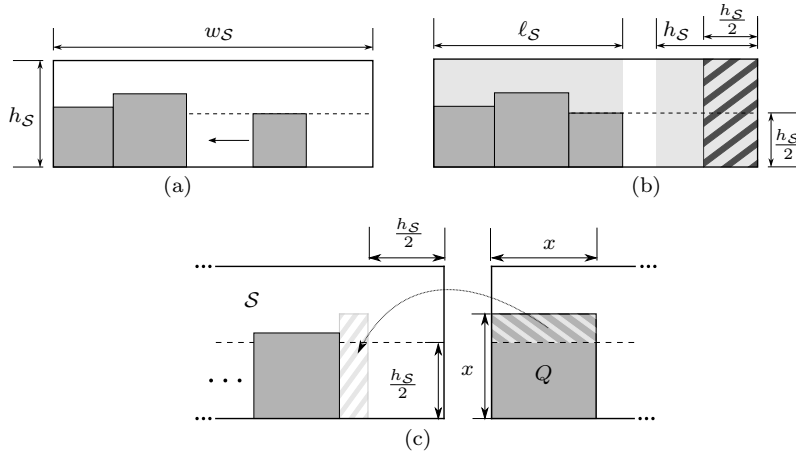 w_S h_S/2
ℓ_S h_S
h_S
h_S/2
(a) (b)
h_S/2 x
... ...
S
x Q
... h_S/2
... ...
(c)